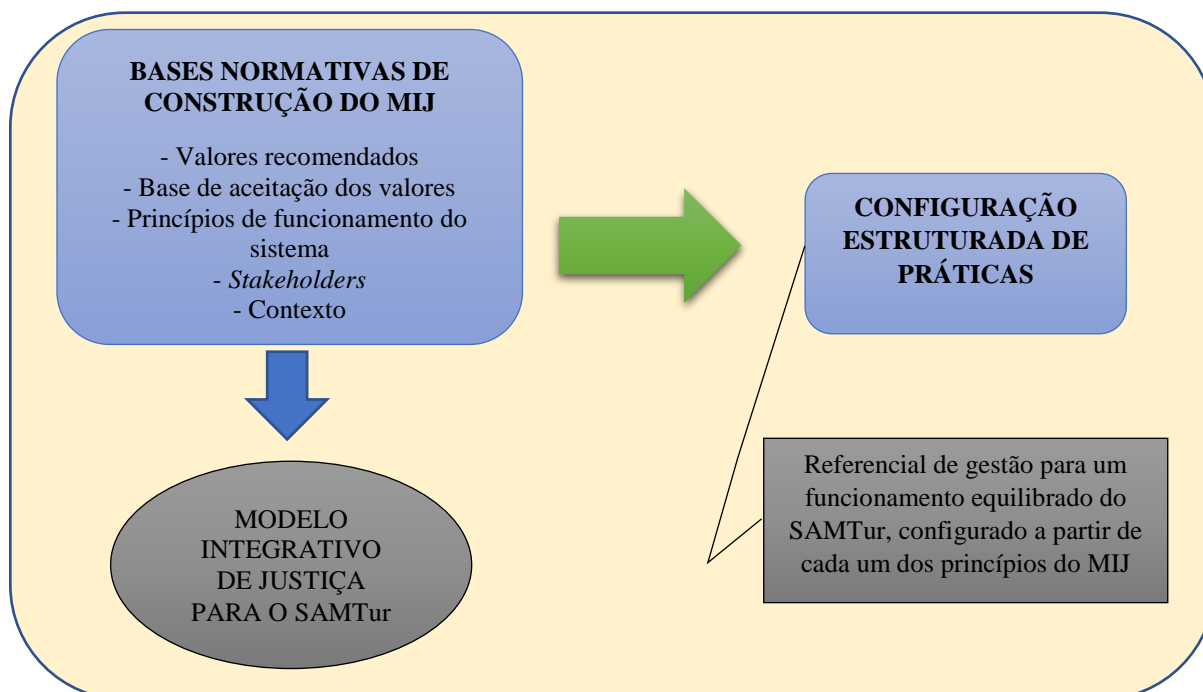 BASES NORMATIVAS DE
CONSTRUÇÃO DO MIJ
- Valores recomendados
- Base de aceitação dos valores
- Princípios de funcionamento do
sistema
- Stakeholders
- Contexto
CONFIGURAÇÃO
ESTRUTURADA DE
PRÁTICAS
MODELO
INTEGRATIVO
DE JUSTIÇA
PARA O SAMTur
Referencial de gestão para um
funcionamento equilibrado do
SAMTur, configurado a partir de
cada um dos princípios do MIJ